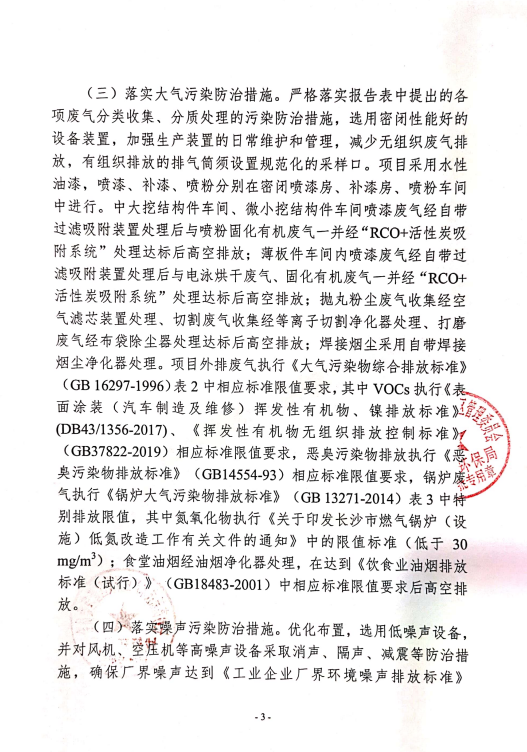 （三）落实大气污染防治措施。严格落实报告表中提出的各
项废气分类收集、分质处理的污染防治措施，选用密闭性能好的
设备装置，加强生产装置的日常维护和管理，减少无组织废气排
放，有组织排放的排气筒须设置规范化的采样口。项目采用水性
油漆，喷漆、补漆、喷粉分别在密闭喷漆房、补漆房、喷粉车间
中进行。中大挖结构件车间、微小挖结构件车间喷漆废气经自带
过滤吸附装置处理后与喷粉固化有机废气一并经“RCO+活性炭吸
附系统”处理达标后高空排放；薄板件车间内喷漆废气经自带过
滤吸附装置处理后与电泳烘干废气、固化有机废气一并经“RCO+
活性炭吸附系统”处理达标后高空排放；抛丸粉尘废气收集经空
气滤芯装置处理、切割废气收集经等离子切割净化器处理、打磨
废气经布袋除尘器处理达标后高空排放；焊接烟尘采用自带焊接
烟尘净化器处理。项目外排废气执行《大气污染物综合排放标准》
（GB 16297-1996）表 2 中相应标准限值要求，其中 VOCs 执行《表
面涂装（汽车制造及维修）挥发性有机物、镍排放标准》
(DB43/1356-2017)、《挥发性有机物无组织排放控制标准》
（GB37822-2019）相应标准限值要求，恶臭污染物排放执行《恶
臭污染物排放标准》（GB14554-93）相应标准限值要求，锅炉废
气执行《锅炉大气污染物排放标准》（GB 13271-2014）表 3 中特
别排放限值，其中氮氧化物执行《关于印发长沙市燃气锅炉（设
施）低氮改造工作有关文件的通知》中的限值标准（低于 30
mg/m³）；食堂油烟经油烟净化器处理，在达到《饮食业油烟排放
标准（试行）》（GB18483-2001）中相应标准限值要求后高空排
放。
（四）落实噪声污染防治措施。优化布置，选用低噪声设备，
并对风机、空压机等高噪声设备采取消声、隔声、减震等防治措
施，确保厂界噪声达到《工业企业厂界环境噪声排放标准》
- 3 -
管理委员会
环保局
专用章